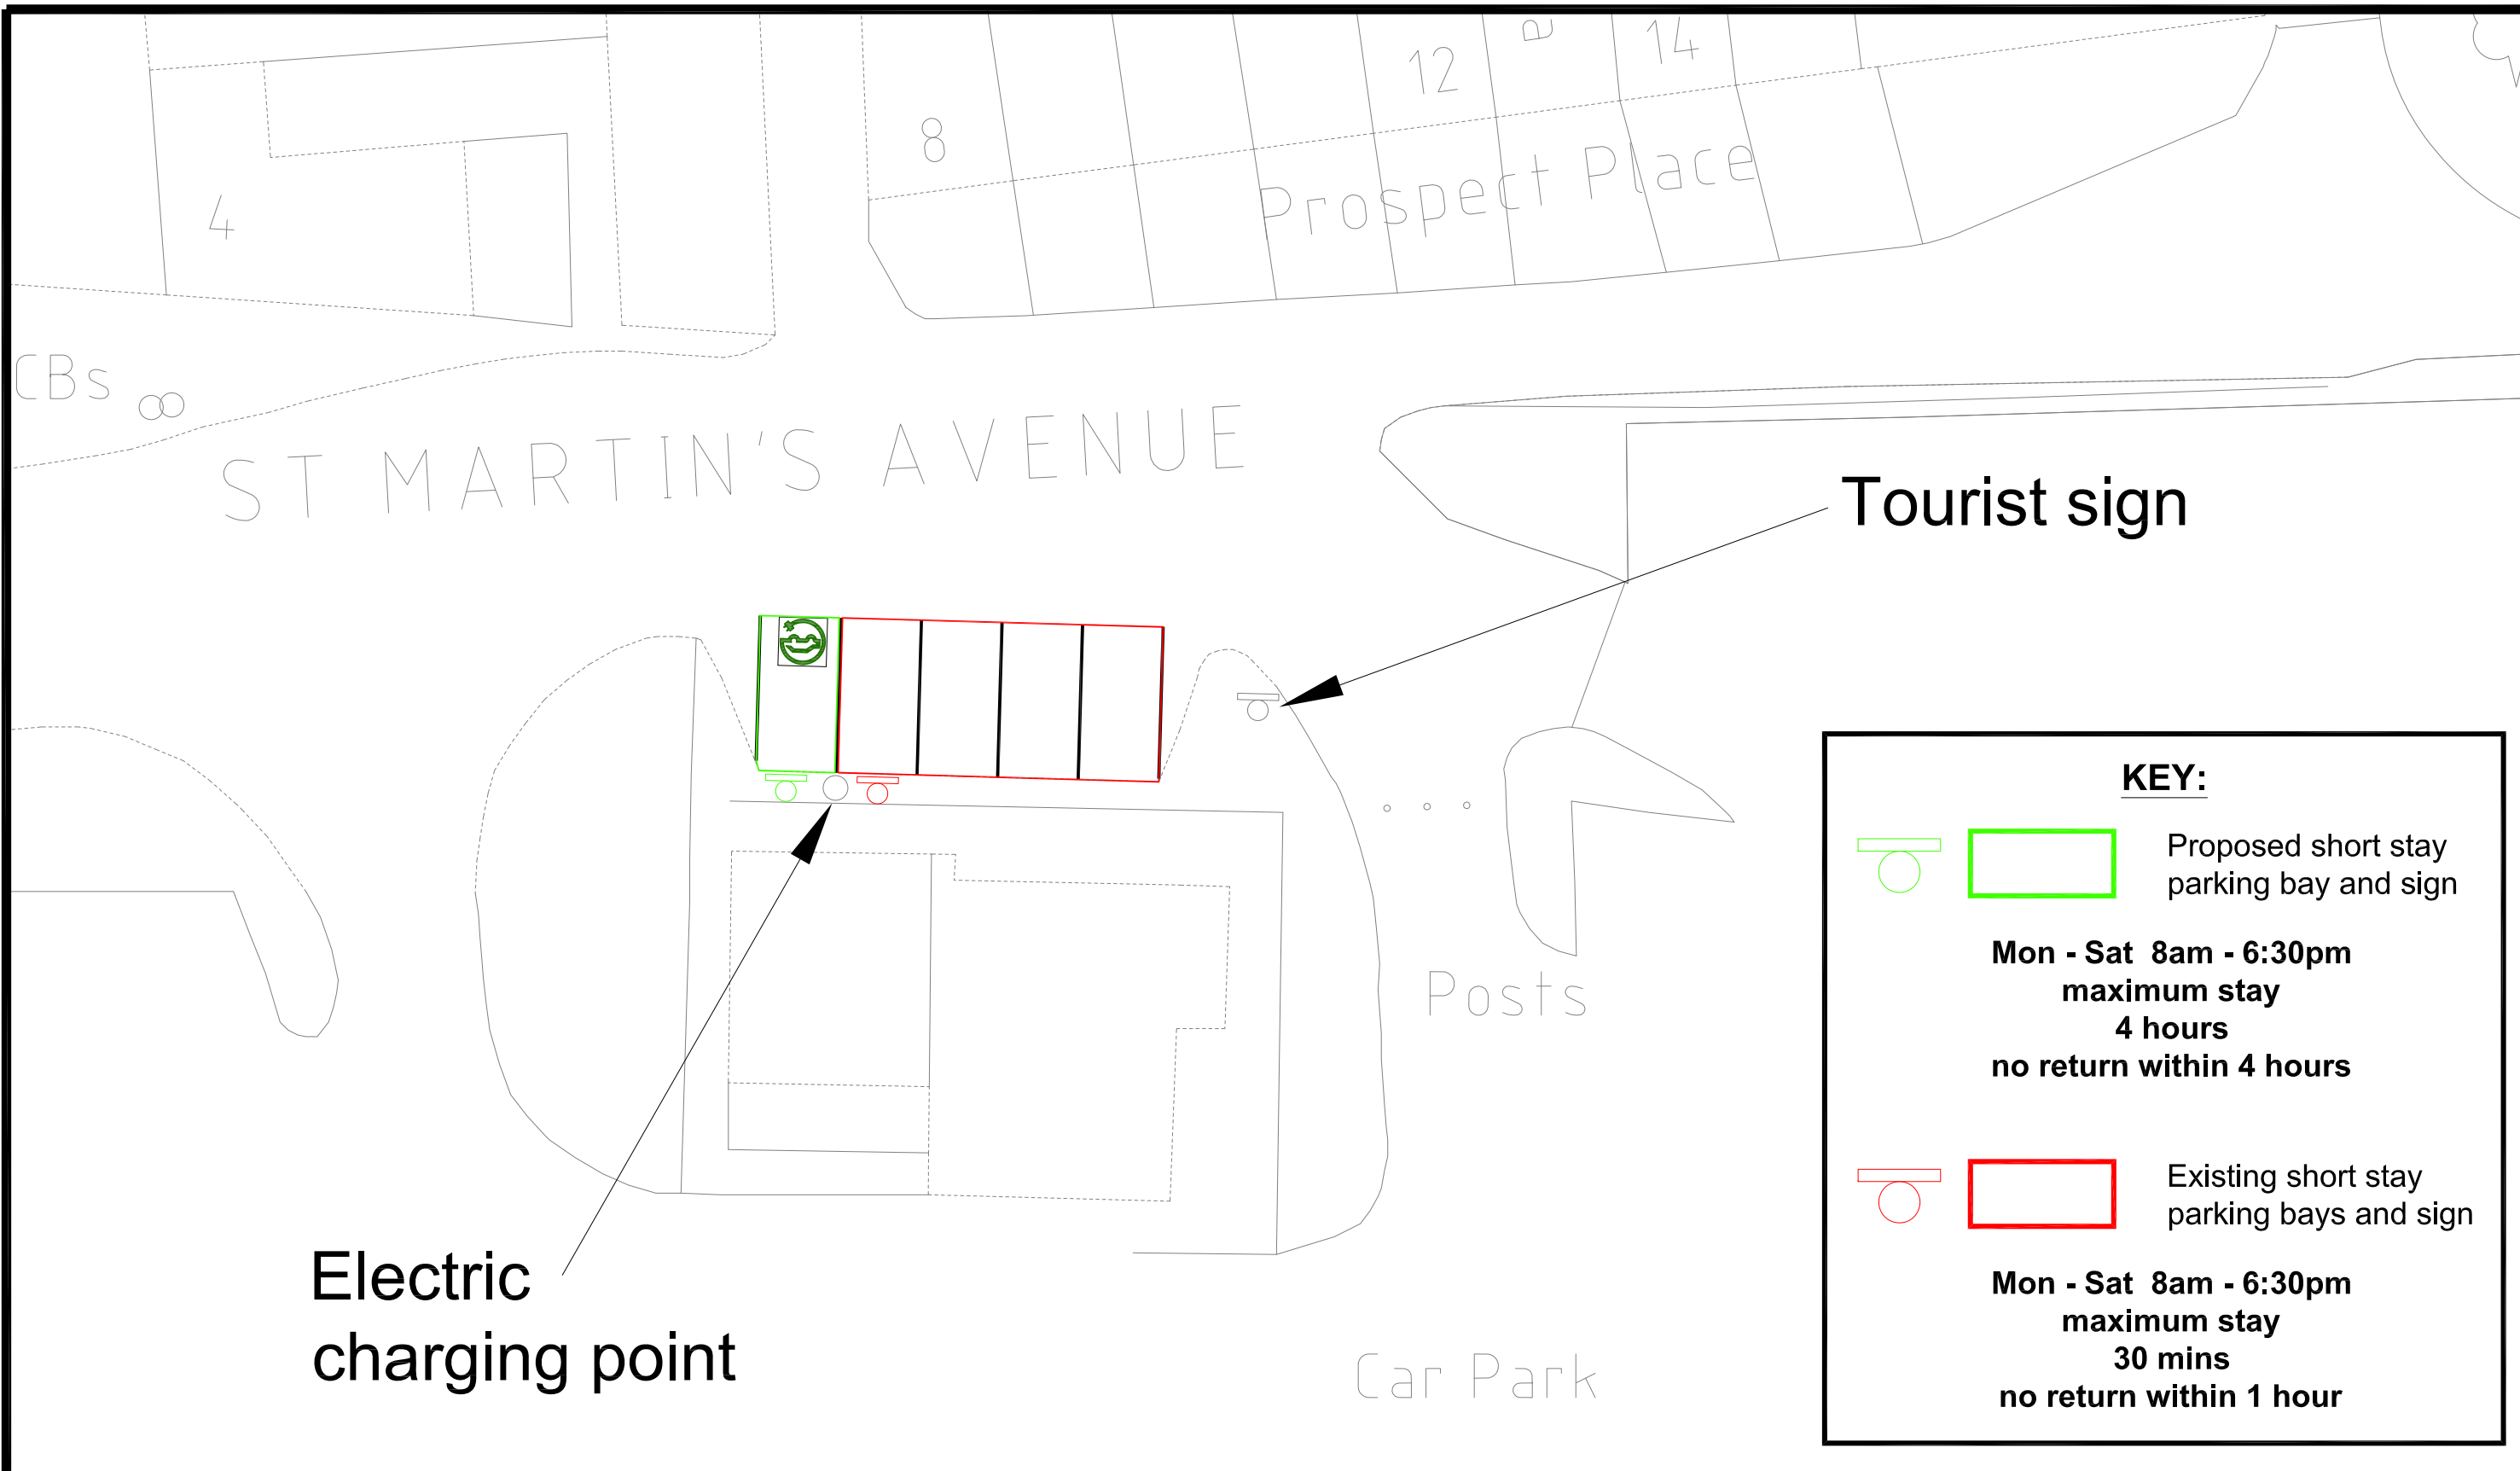 4
8
12
14
Prospect Place
CBs
ST MARTIN'S AVENUE
Tourist sign
Posts
Electric
charging point
Car Park
KEY:
Proposed short stay
parking bay and sign
Mon - Sat 8am - 6:30pm
maximum stay
4 hours
no return within 4 hours
Existing short stay
parking bays and sign
Mon - Sat 8am - 6:30pm
maximum stay
30 mins
no return within 1 hour